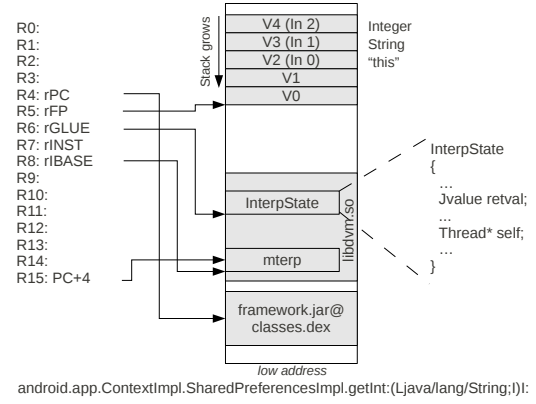 R0:
R1:
R2:
R3:
R4: rPC
R5: rFP
R6: rGLUE
R7: rINST
R8: rIBASE
R9:
R10:
R11:
R12:
R13:
R14:
R15: PC+4
Stack grows
V4 (In 2)
V3 (In 1)
V2 (In 0)
V1
V0
Integer
String
“this”
InterpState
mterp
libdvm.so
framework.jar@
classes.dex
low address
InterpState
{
...
Jvalue retval;
...
Thread* self;
...
}
android.app.ContextImpl.SharedPreferencesImpl.getInt:(Ljava/lang/String;I)I: